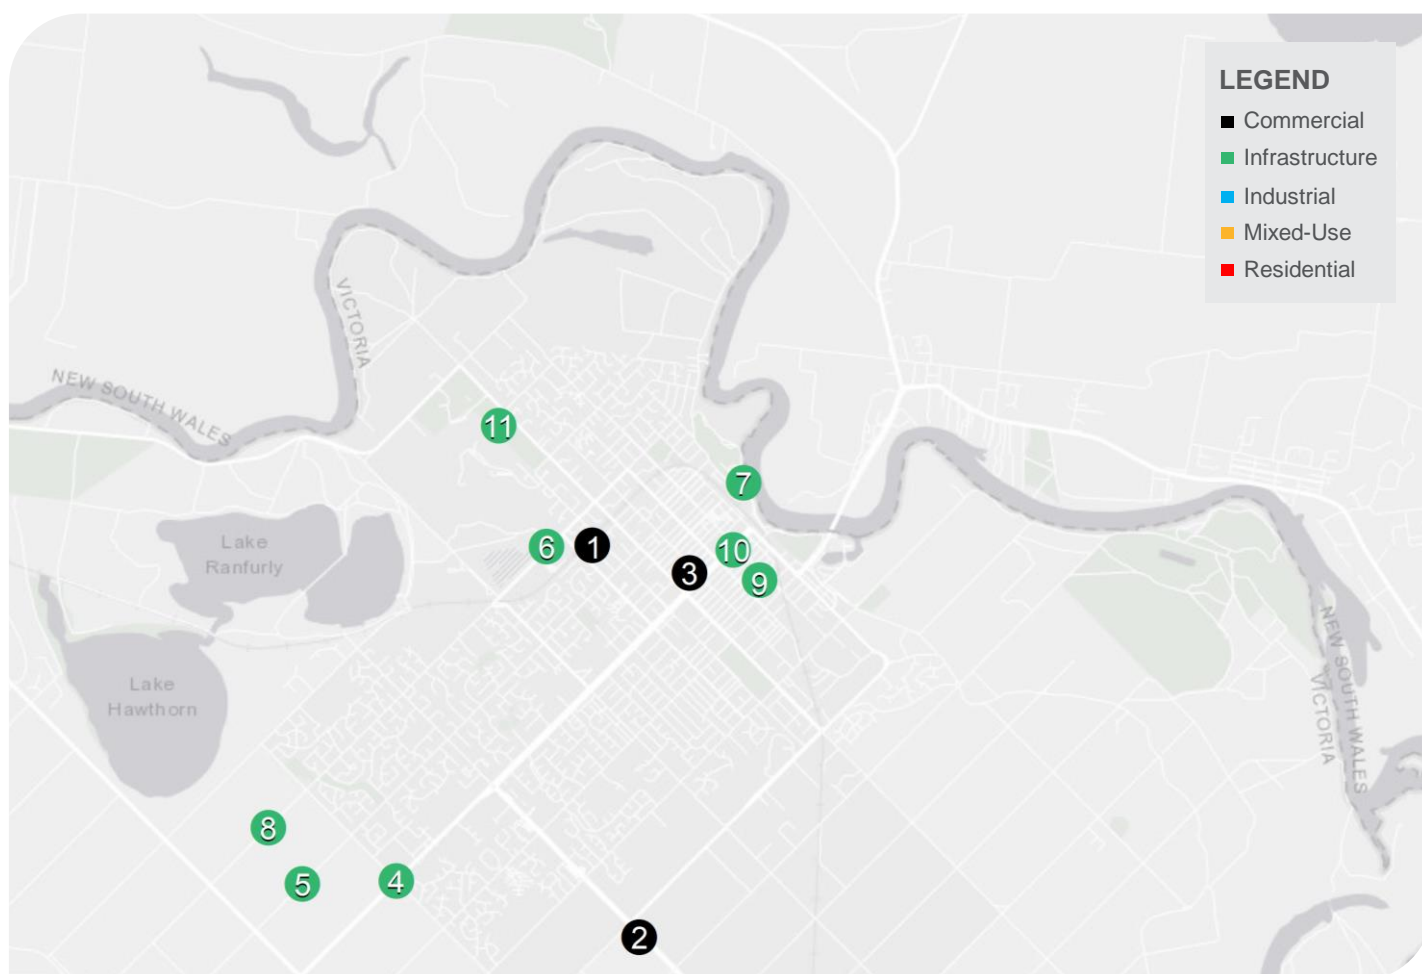 LEGEND
Commercial
Infrastructure
Industrial
Mixed-Use
Residential
VICTORIA
NEW SOUTH WALES
11
7
6
1
10
3
9
Lake
Ranfurly
Lake
Hawthorn
NEW SOUTH WALES
VICTORIA
8
5
4
2